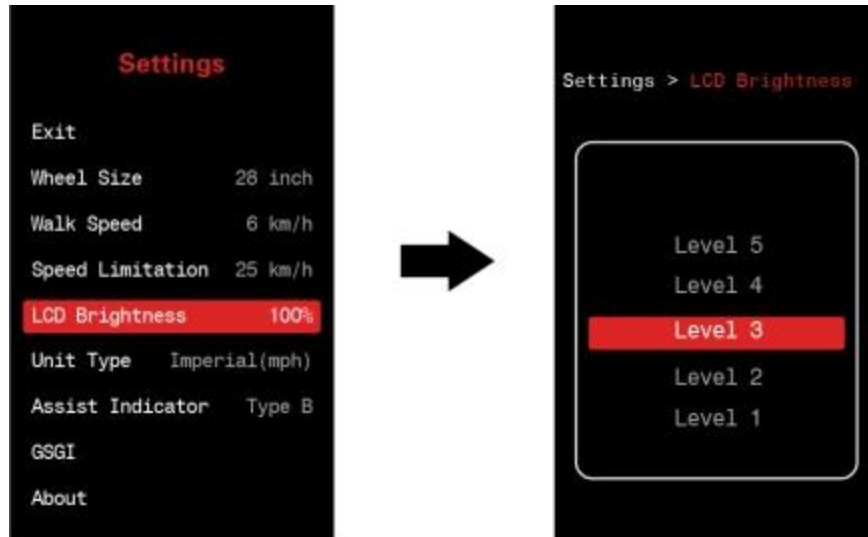 Settings
Exit
Wheel Size 28 inch
Walk Speed 6 km/h
Speed Limitation 25 km/h
LCD Brightness 100%
Unit Type Imperial(mph)
Assist Indicator Type B
GSGI
About
Settings > LCD Brightness
Level 5
Level 4
Level 3
Level 2
Level 1